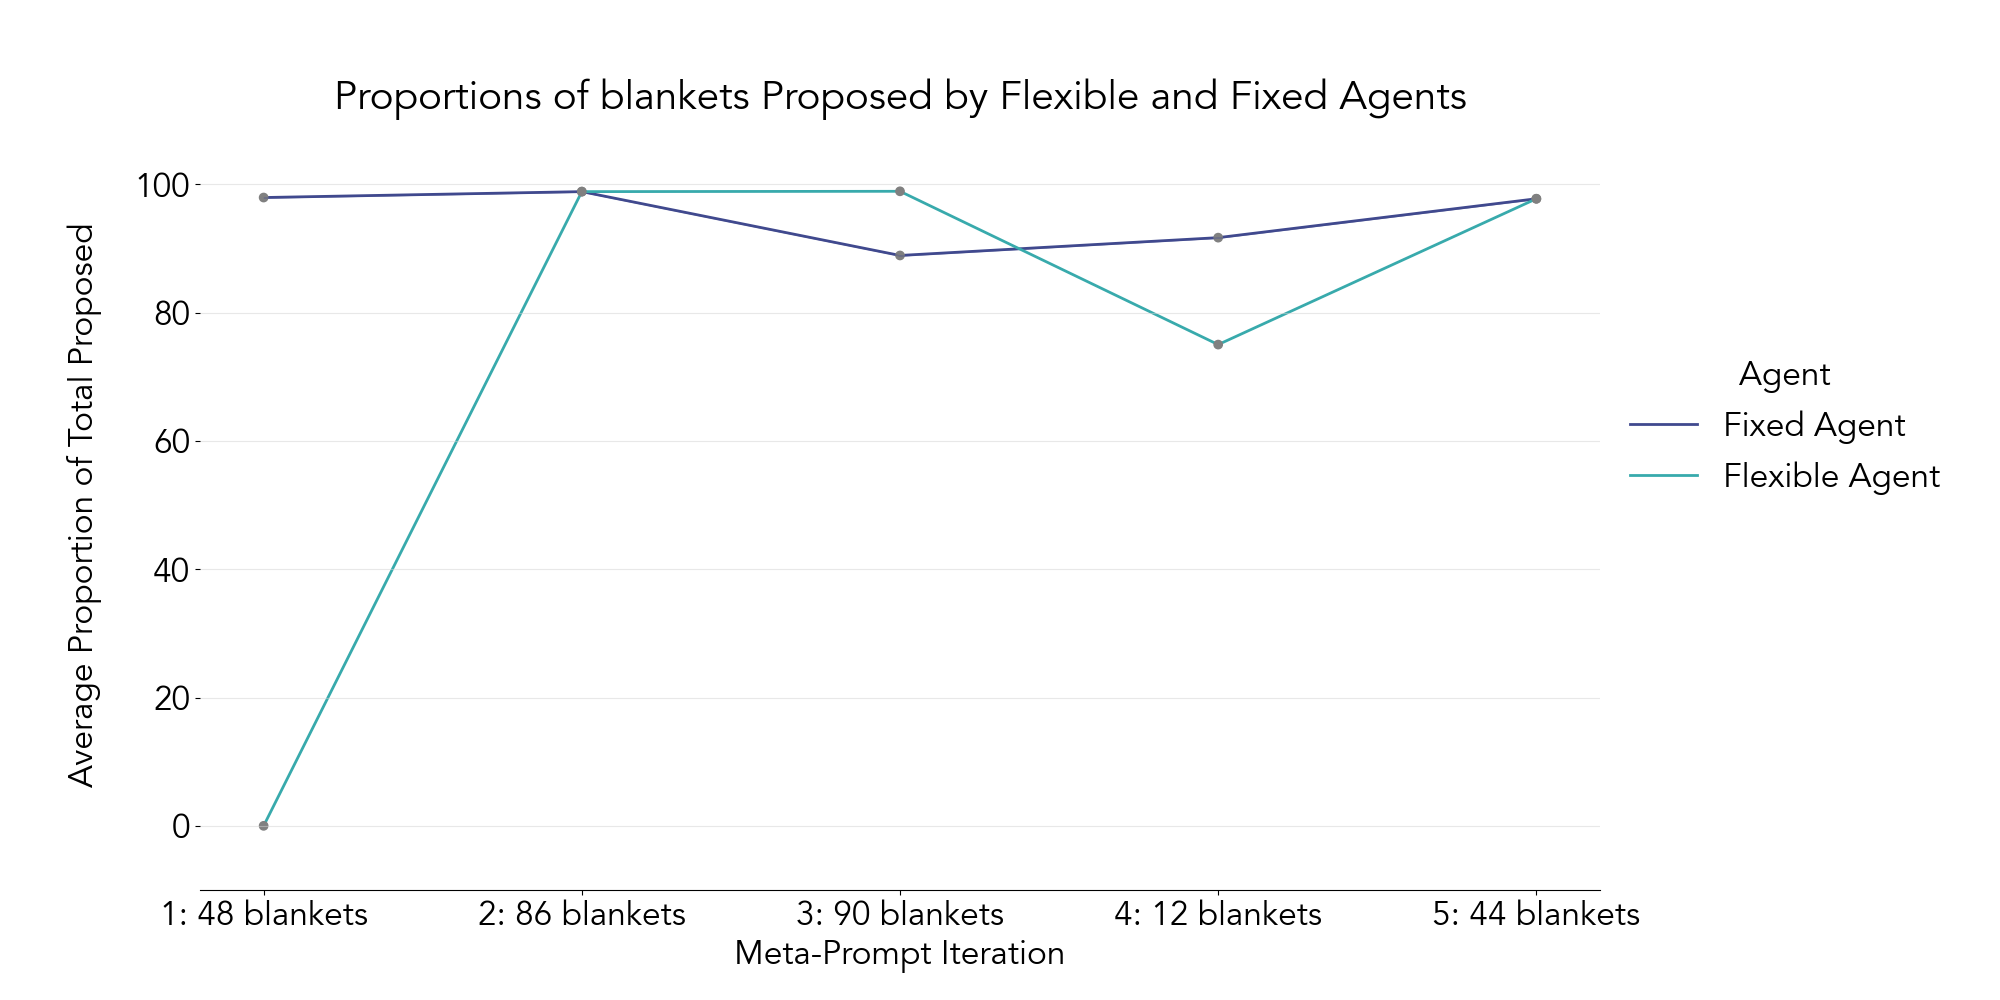 Proportions of blankets Proposed by Flexible and Fixed Agents
Average Proportion of Total Proposed
100
80
60
40
20
0
1: 48 blankets
2: 86 blankets
3: 90 blankets
4: 12 blankets
5: 44 blankets
Meta-Prompt Iteration
Agent
Fixed Agent
Flexible Agent